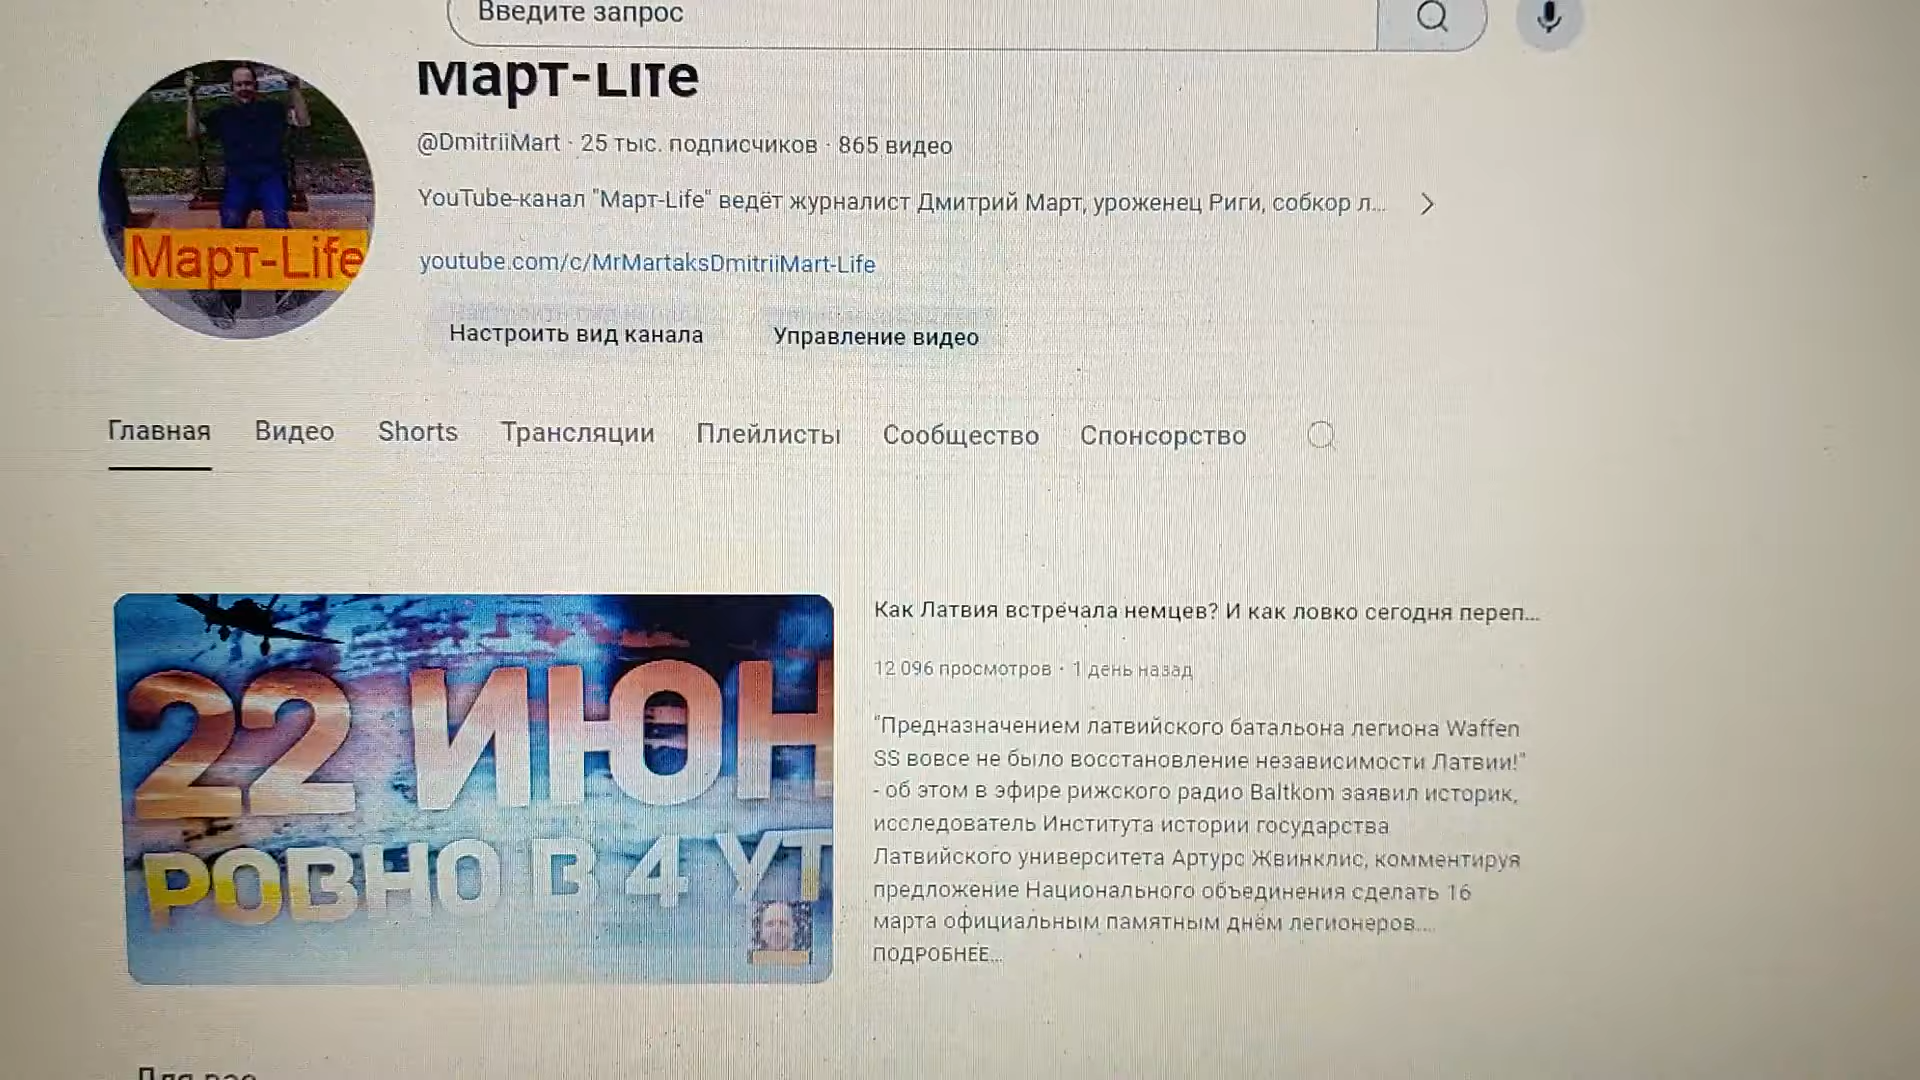 Введите запрос
Март-Life
@DmitriiMart · 25 тыс. подписчиков · 865 видео
YouTube-канал "Март-Life" ведёт журналист Дмитрий Март, уроженец Риги, собкор л...
Март-Life
youtube.com/c/MrMartaksDmitriiMart-Life
Настроить вид канала Управление видео
Главная Видео Shorts Трансляции Плейлисты Сообщество Спонсорство
22 ИЮН
РОВНО В 4 УТ
Как Латвия встречала немцев? И как ловко сегодня переп...
12 096 просмотров · 1 день назад
"Предназначением латвийского батальона легиона Waffen
SS вовсе не было восстановление независимости Латвии!"
- об этом в эфире рижского радио Baltkom заявил историк,
исследователь Института истории государства
Латвийского университета Артурс Жвинклис, комментируя
предложение Национального объединения сделать 16
марта официальным памятным днём легионеров....
ПОДРОБНЕЕ...
Для вас